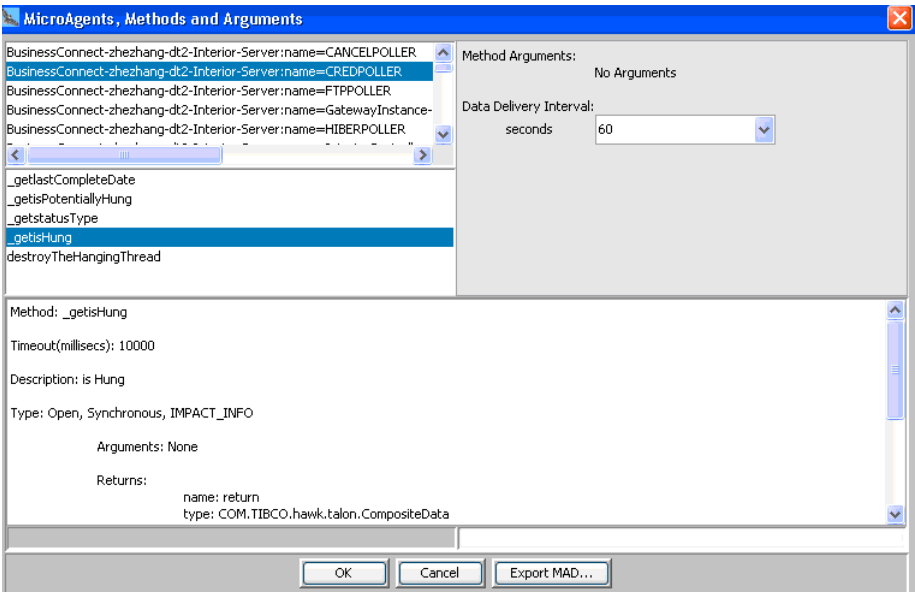 MicroAgents, Methods and Arguments
BusinessConnect-zhezhang-dt2-Interior-Server:name=CANCELPOLLER
BusinessConnect-zhezhang-dt2-Interior-Server:name=CREDPOLLER
BusinessConnect-zhezhang-dt2-Interior-Server:name=FTPPOLLER
BusinessConnect-zhezhang-dt2-Interior-Server:name=GatewayInstance-
BusinessConnect-zhezhang-dt2-Interior-Server:name=HIBERPOLLER
_getlastCompleteDate
_getisPotentiallyHung
_getstatusType
_getisHung
destroyTheHangingThread
Method Arguments:
No Arguments
Data Delivery Interval:
seconds 60
Method: _getisHung
Timeout(millisecs): 10000
Description: is Hung
Type: Open, Synchronous, IMPACT_INFO
Arguments: None
Returns:
name: return
type: COM.TIBCO.hawk.talon.CompositeData
OK Cancel Export MAD...